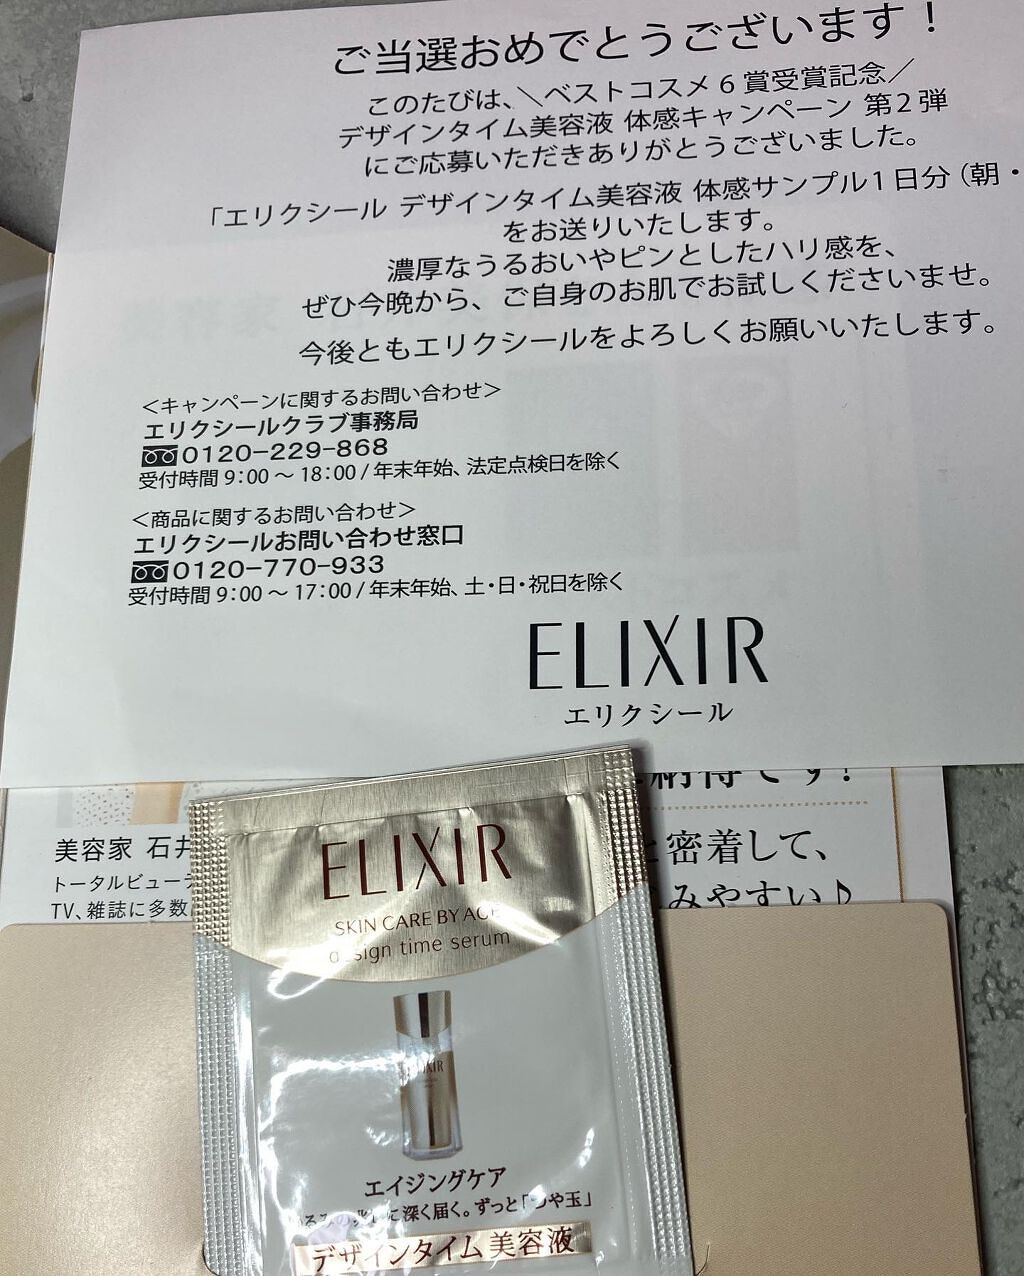 ご当選おめでとうございます！
このたびは、＼ベストコスメ6賞受賞記念／
デザインタイム美容液 体感キャンペーン 第2弾
にご応募いただきありがとうございました。
「エリクシール デザインタイム美容液 体感サンプル1日分（朝・
をお送りいたします。
濃厚なうるおいやピンとしたハリ感を、
ぜひ今晩から、ご自身のお肌でお試しくださいませ。
今後ともエリクシールをよろしくお願いいたします。
＜キャンペーンに関するお問い合わせ＞
エリクシールクラブ事務局
0120-229-868
受付時間 9:00 ～ 18:00 / 年末年始、法定点検日を除く
＜商品に関するお問い合わせ＞
エリクシールお問い合わせ窓口
0120-770-933
受付時間 9:00 ～ 17:00 / 年末年始、土・日・祝日を除く
ELIXIR
エリクシール
納得です!
美容家 石井
と密着して、
トータルビューテ
みやすい♪
TV、雑誌に多数
ELIXIR
SKIN CARE BY AGE
design time serum
ELIXIR
エイジングケア
に深く届く。ずっと「つや玉」
デザインタイム美容液